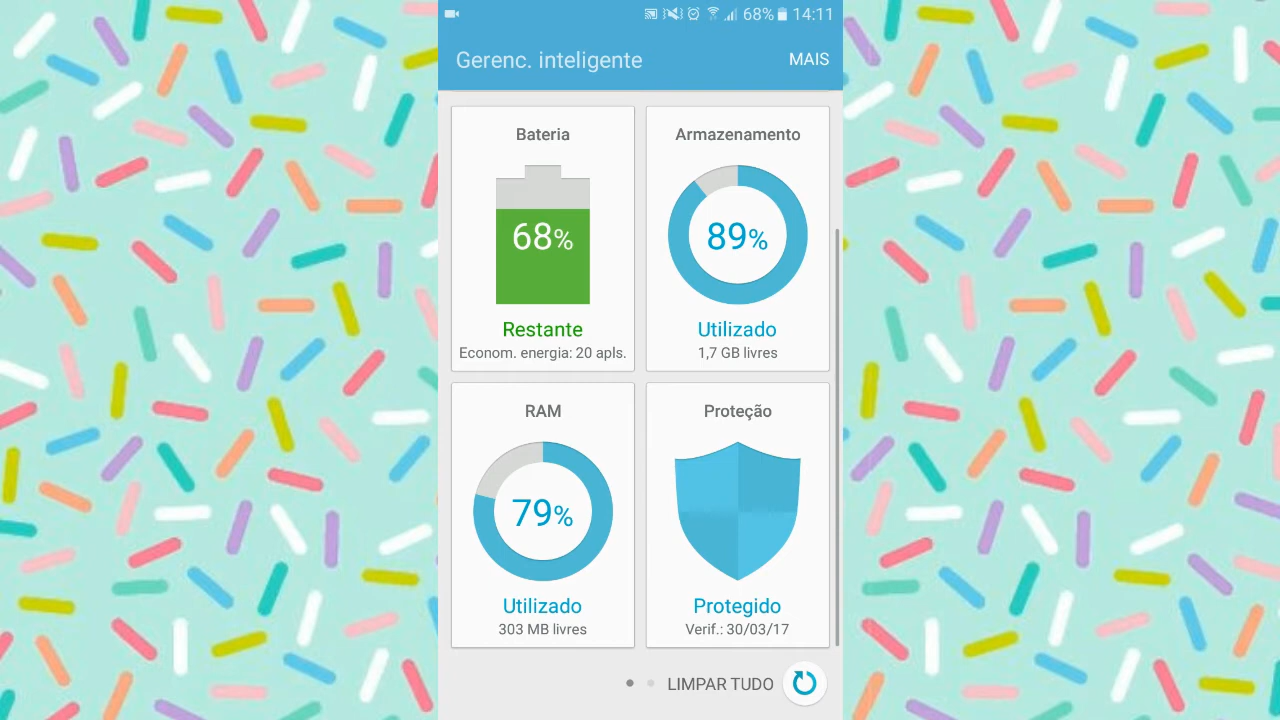 68% 14:11
Gerenc. inteligente MAIS
Bateria
68%
Restante
Econom. energia: 20 apls.
Armazenamento
89%
Utilizado
1,7 GB livres
RAM
79%
Utilizado
303 MB livres
Proteção
Protegido
Verif.: 30/03/17
LIMPAR TUDO